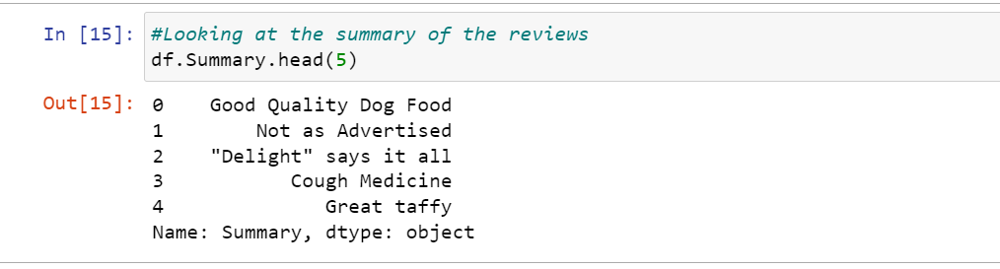 In [15]: #Looking at the summary of the reviews
df.Summary.head(5)
Out[15]: 0 Good Quality Dog Food
1 Not as Advertised
2 "Delight" says it all
3 Cough Medicine
4 Great taffy
Name: Summary, dtype: object